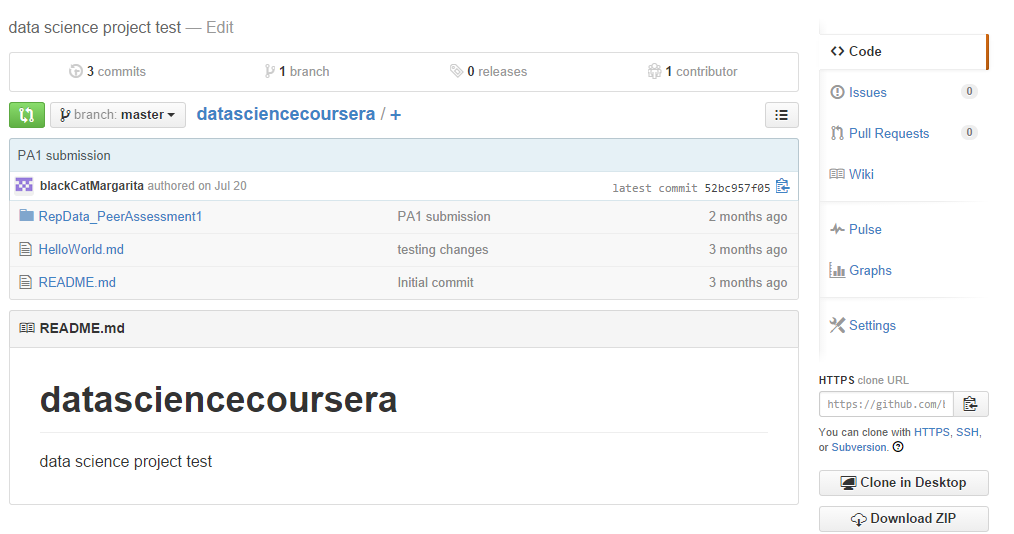 data science project test — Edit
3 commits 1 branch 0 releases 1 contributor
branch: master datasciencecoursera / +
PA1 submission
blackCatMargarita authored on Jul 20 latest commit 52bc957f05
RepData_PeerAssessment1 PA1 submission 2 months ago
HelloWorld.md testing changes 3 months ago
README.md Initial commit 3 months ago
README.md
datasciencecoursera
data science project test
Code
Issues 0
Pull Requests 0
Wiki
Pulse
Graphs
Settings
HTTPS clone URL
https://github.com/
You can clone with HTTPS, SSH,
or Subversion.
Clone in Desktop
Download ZIP